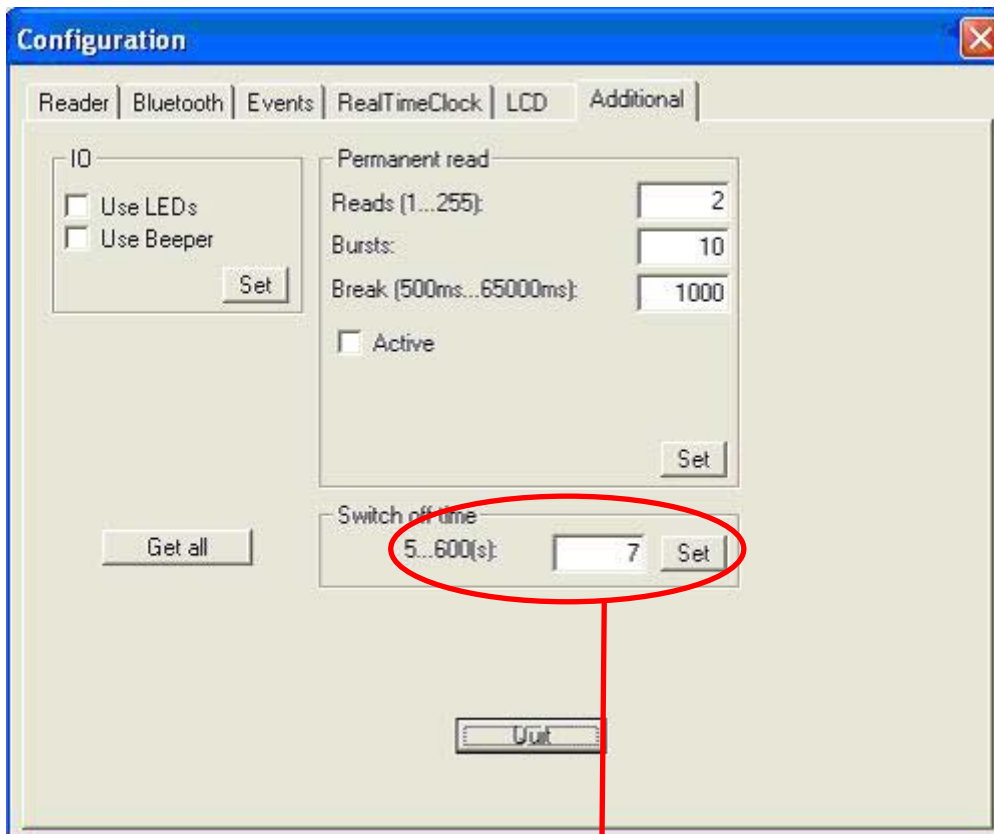 Configuration
Reader Bluetooth Events RealTimeClock LCD Additional
IO
Use LEDs
Use Beeper
Set
Permanent read
Reads (1...255): 2
Bursts: 10
Break (500ms...65000ms): 1000
Active
Set
Get all
Switch off time
5...600(s): 7 Set
Quit